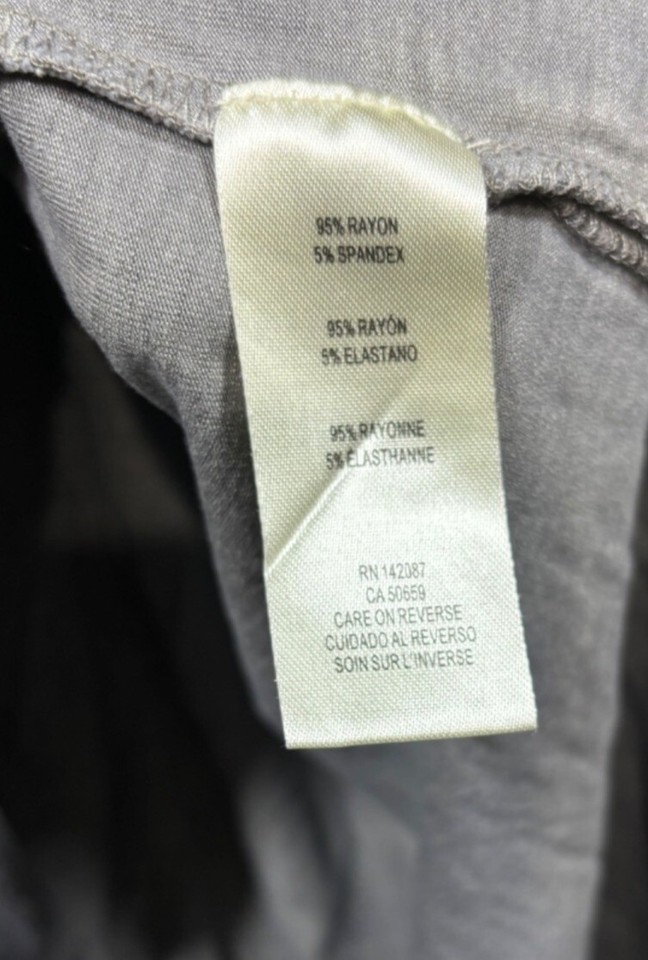 95% RAYON
5% SPANDEX
95% RAYÓN
5% ELASTANO
95% RAYONNE
5% ÉLASTHANNE
RN 142087
CA 50659
CARE ON REVERSE
CUIDADO AL REVERSO
SOIN SUR L'INVERSE